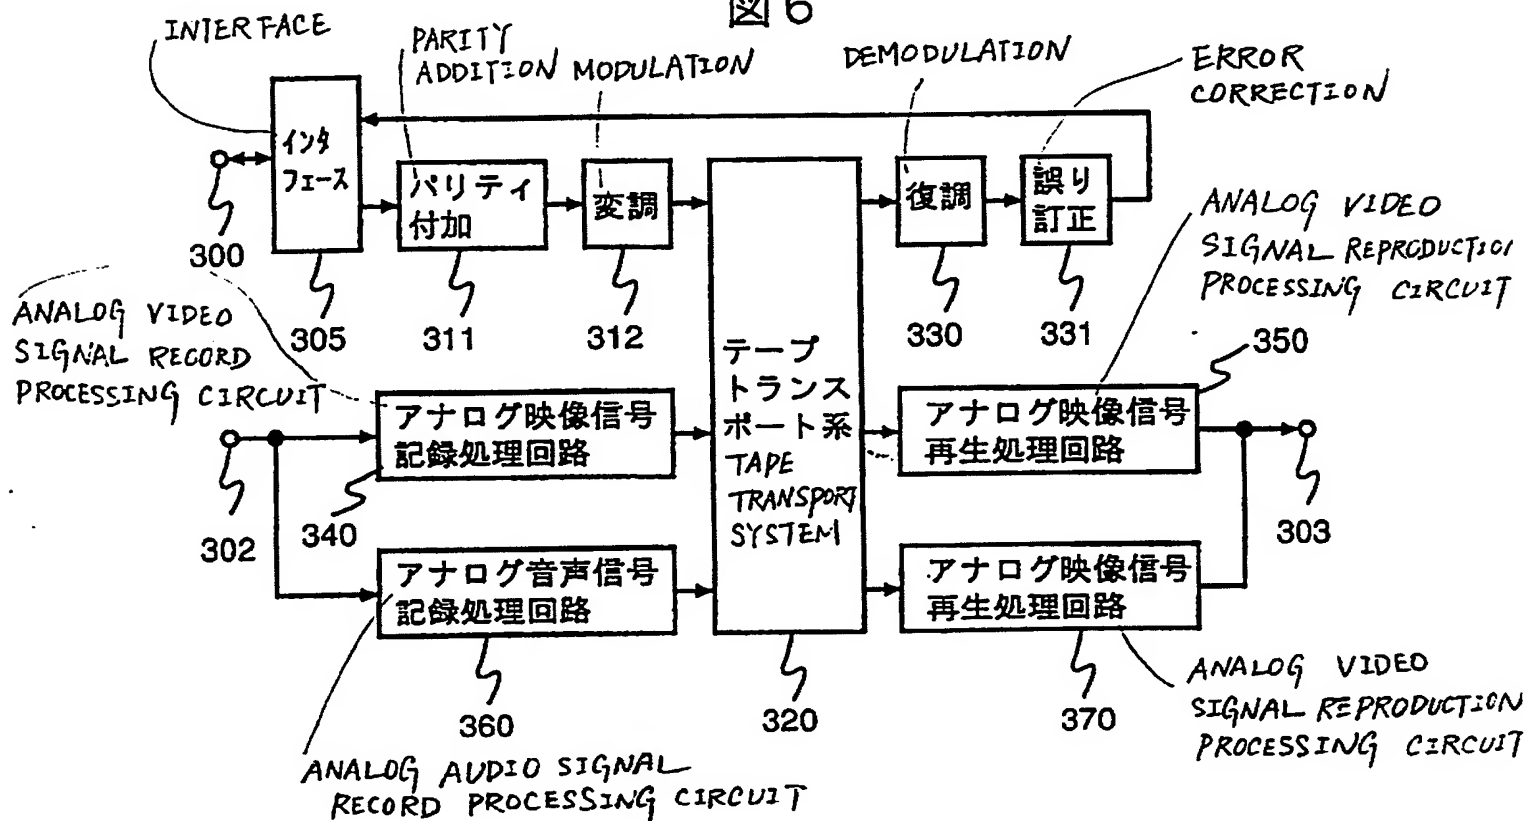 図6
INTERFACE
PARITY
ADDITION
MODULATION
DEMODULATION
ERROR
CORRECTION
インタ
フェース
パリティ
付加
変調
復調
誤り
訂正
300
305
311
312
330
331
ANALOG VIDEO
SIGNAL REPRODUCTION
PROCESSING CIRCUIT
ANALOG VIDEO
SIGNAL RECORD
PROCESSING CIRCUIT
テープ
トランス
ポート系
TAPE
TRANSPORT
SYSTEM
350
アナログ映像信号
記録処理回路
アナログ映像信号
再生処理回路
302
340
303
アナログ音声信号
記録処理回路
アナログ映像信号
再生処理回路
360
320
370
ANALOG AUDIO SIGNAL
RECORD PROCESSING CIRCUIT
ANALOG VIDEO
SIGNAL REPRODUCTION
PROCESSING CIRCUIT